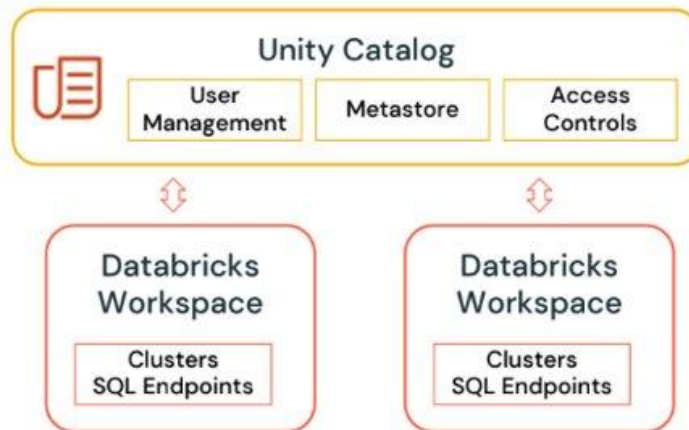 Unity Catalog
User
Management
Metastore
Access
Controls
Databricks
Workspace
Clusters
SQL Endpoints
Databricks
Workspace
Clusters
SQL Endpoints